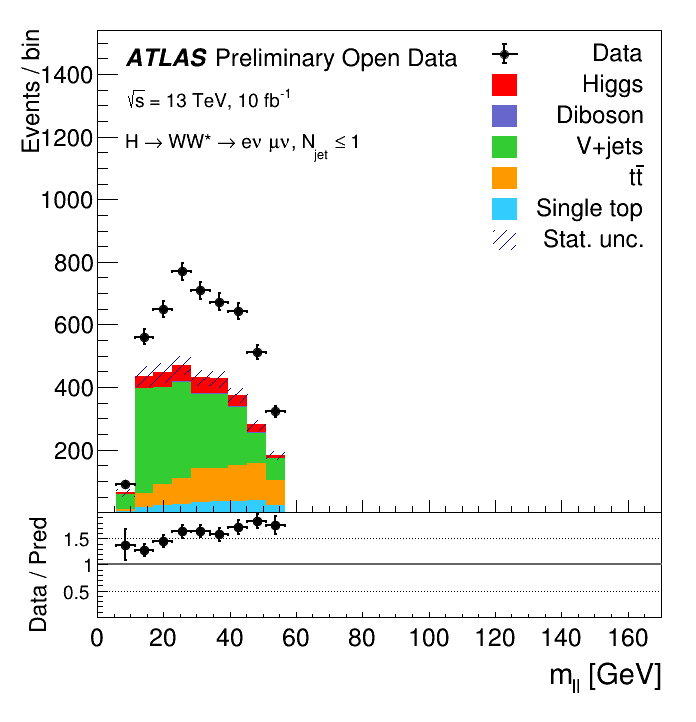 ATLAS Preliminary Open Data
√s = 13 TeV, 10 fb⁻¹
H → WW* → eν μν, N_jet ≤ 1
Data
Higgs
Diboson
V+jets
tt̅
Single top
Stat. unc.
Events / bin
1400
1200
1000
800
600
400
200
Data / Pred
1.5
1
0.5
0 20 40 60 80 100 120 140 160
m_ll [GeV]